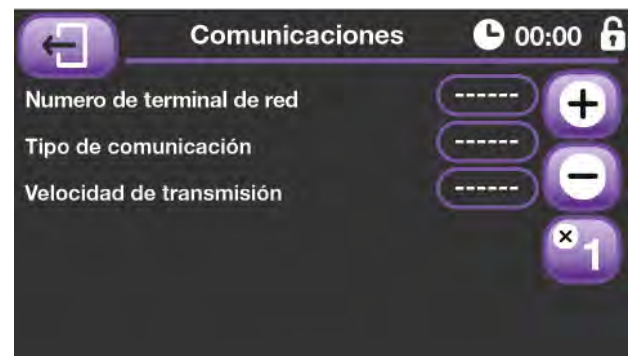 Comunicaciones 00:00
Numero de terminal de red ------
Tipo de comunicación ------
Velocidad de transmisión ------
×1